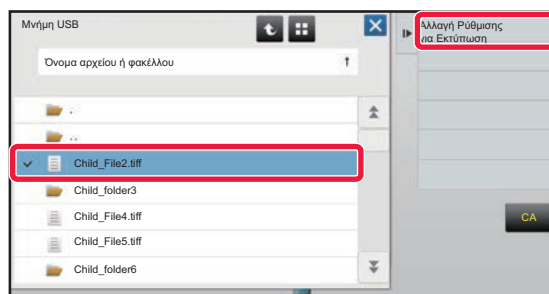 Μνήμη USB
Όνομα αρχείου ή φακέλλου
.
..
Child_File2.tiff
Child_folder3
Child_File4.tiff
Child_File5.tiff
Child_folder6
Αλλαγή Ρύθμισης
για Εκτύπωση
CA